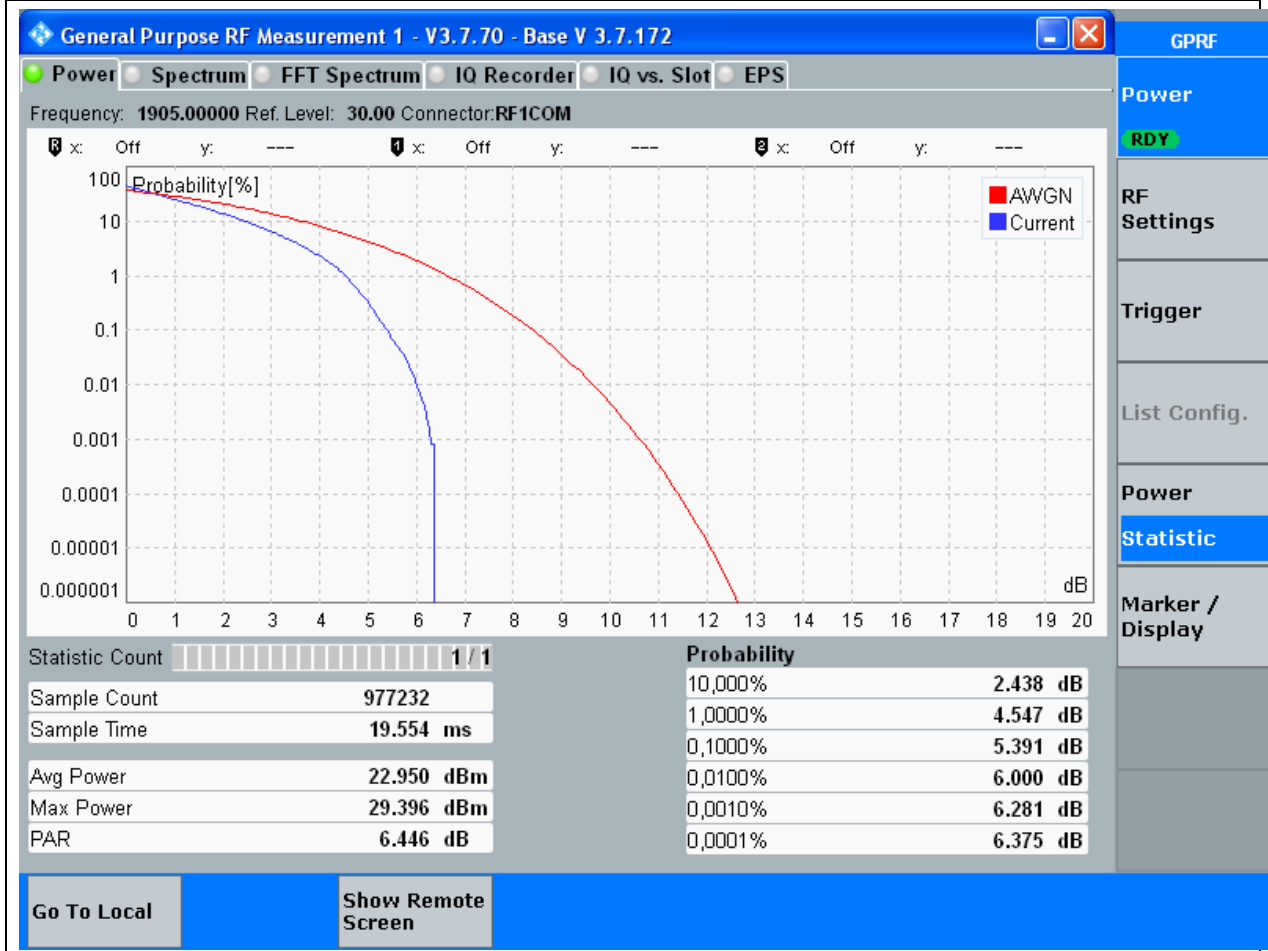 General Purpose RF Measurement 1 - V3.7.70 - Base V 3.7.172
GPRF
Power Spectrum FFT Spectrum IQ Recorder IQ vs. Slot EPS
Frequency: 1905.00000 Ref. Level: 30.00 Connector:RF1COM
R x: Off y: --- 1 x: Off y: --- 2 x: Off y: ---
Probability[%]
AWGN
Current
100
10
1
0.1
0.01
0.001
0.0001
0.00001
0.000001
dB
0 1 2 3 4 5 6 7 8 9 10 11 12 13 14 15 16 17 18 19 20
Statistic Count 1 / 1
Sample Count 977232
Sample Time 19.554 ms
Avg Power 22.950 dBm
Max Power 29.396 dBm
PAR 6.446 dB
Probability
10,000% 2.438 dB
1,0000% 4.547 dB
0,1000% 5.391 dB
0,0100% 6.000 dB
0,0010% 6.281 dB
0,0001% 6.375 dB
Power
RDY
RF
Settings
Trigger
List Config.
Power
Statistic
Marker /
Display
Go To Local
Show Remote
Screen